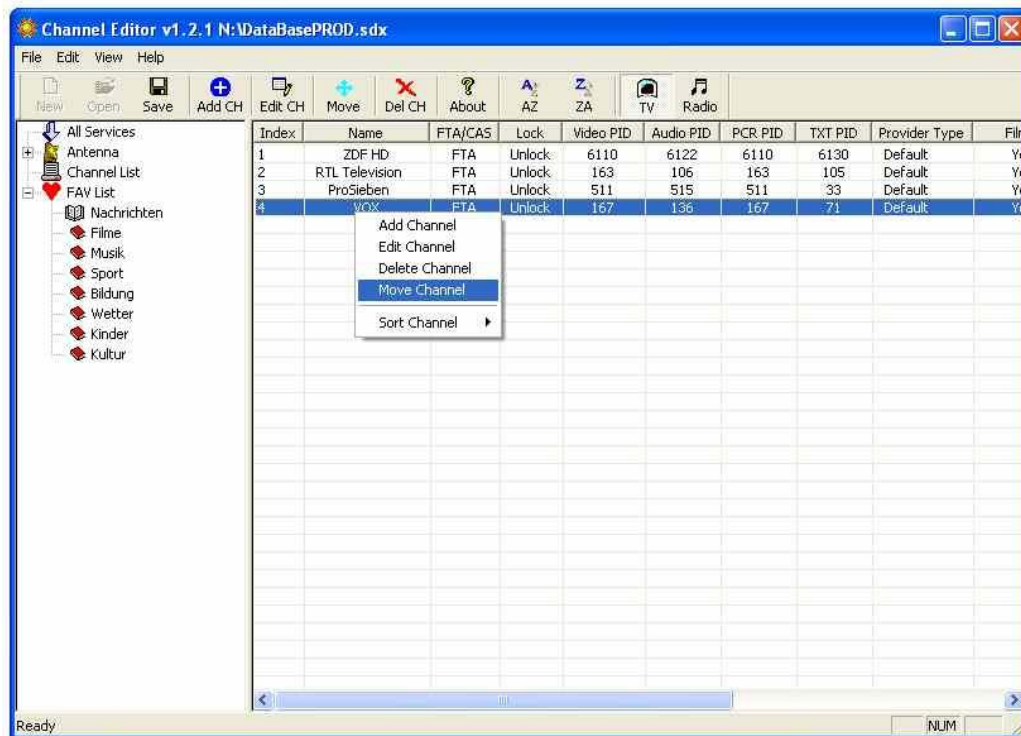 Channel Editor v1.2.1 N:\DataBasePROD.sdx
File Edit View Help
New Open Save Add CH Edit CH Move Del CH About AZ ZA TV Radio
All Services
Antenna
Channel List
FAV List
Nachrichten
Filme
Musik
Sport
Bildung
Wetter
Kinder
Kultur
Index Name FTA/CAS Lock Video PID Audio PID PCR PID TXT PID Provider Type
1 ZDF HD FTA Unlock 6110 6122 6110 6130 Default
2 RTL Television FTA Unlock 163 106 163 105 Default
3 ProSieben FTA Unlock 511 515 511 33 Default
4 VOX FTA Unlock 167 136 167 71 Default
Add Channel
Edit Channel
Delete Channel
Move Channel
Sort Channel
Ready NUM